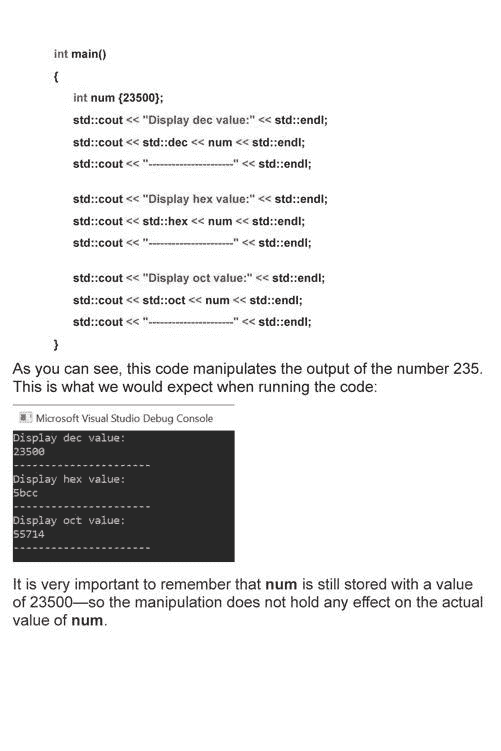 int main()
{
int num {23500};
std::cout << "Display dec value:" << std::endl;
std::cout << std::dec << num << std::endl;
std::cout << "----------------------" << std::endl;
std::cout << "Display hex value:" << std::endl;
std::cout << std::hex << num << std::endl;
std::cout << "----------------------" << std::endl;
std::cout << "Display oct value:" << std::endl;
std::cout << std::oct << num << std::endl;
std::cout << "----------------------" << std::endl;
}
As you can see, this code manipulates the output of the number 235.
This is what we would expect when running the code:
Microsoft Visual Studio Debug Console
Display dec value:
23500
----------------------
Display hex value:
5bcc
----------------------
Display oct value:
55714
----------------------
It is very important to remember that num is still stored with a value
of 23500—so the manipulation does not hold any effect on the actual
value of num.